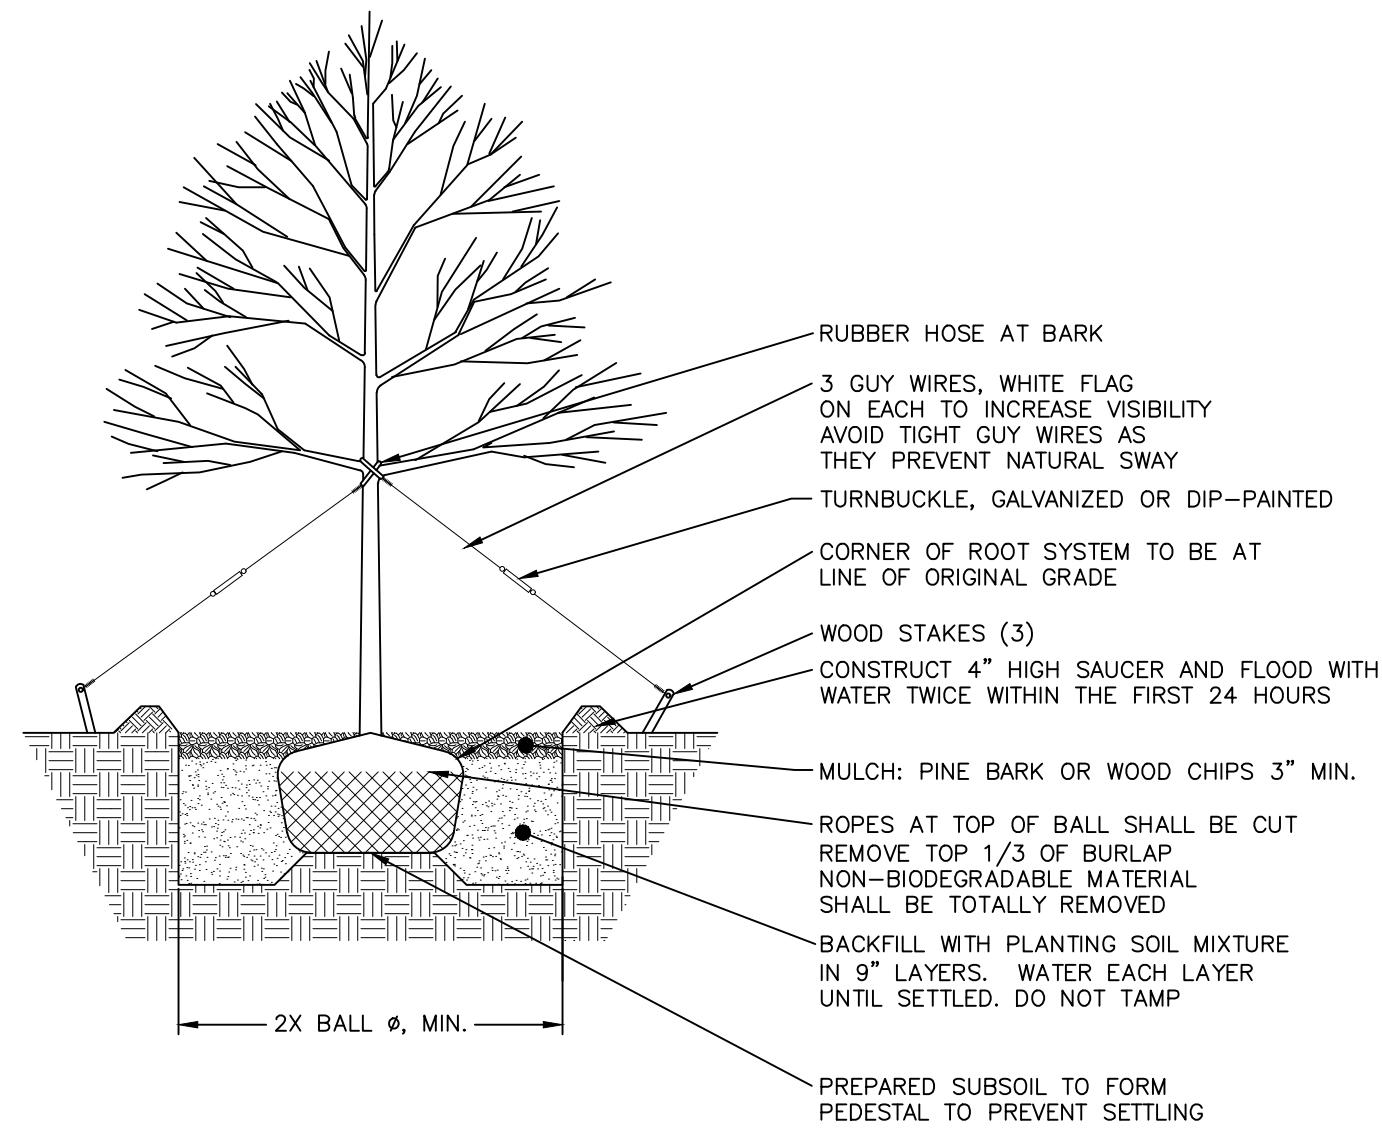 RUBBER HOSE AT BARK
3 GUY WIRES, WHITE FLAG
ON EACH TO INCREASE VISIBILITY
AVOID TIGHT GUY WIRES AS
THEY PREVENT NATURAL SWAY
TURNBUCKLE, GALVANIZED OR DIP-PAINTED
CORNER OF ROOT SYSTEM TO BE AT
LINE OF ORIGINAL GRADE
WOOD STAKES (3)
CONSTRUCT 4" HIGH SAUCER AND FLOOD WITH
WATER TWICE WITHIN THE FIRST 24 HOURS
MULCH: PINE BARK OR WOOD CHIPS 3" MIN.
ROPES AT TOP OF BALL SHALL BE CUT
REMOVE TOP 1/3 OF BURLAP
NON-BIODEGRADABLE MATERIAL
SHALL BE TOTALLY REMOVED
BACKFILL WITH PLANTING SOIL MIXTURE
IN 9" LAYERS. WATER EACH LAYER
UNTIL SETTLED. DO NOT TAMP
2X BALL ø, MIN.
PREPARED SUBSOIL TO FORM
PEDESTAL TO PREVENT SETTLING